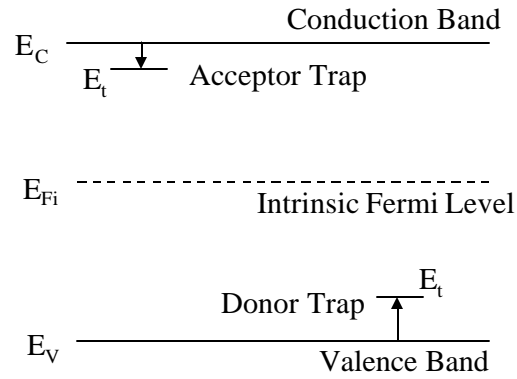 Conduction Band
E_C
E_t
Acceptor Trap
E_Fi
Intrinsic Fermi Level
E_t
Donor Trap
E_V
Valence Band